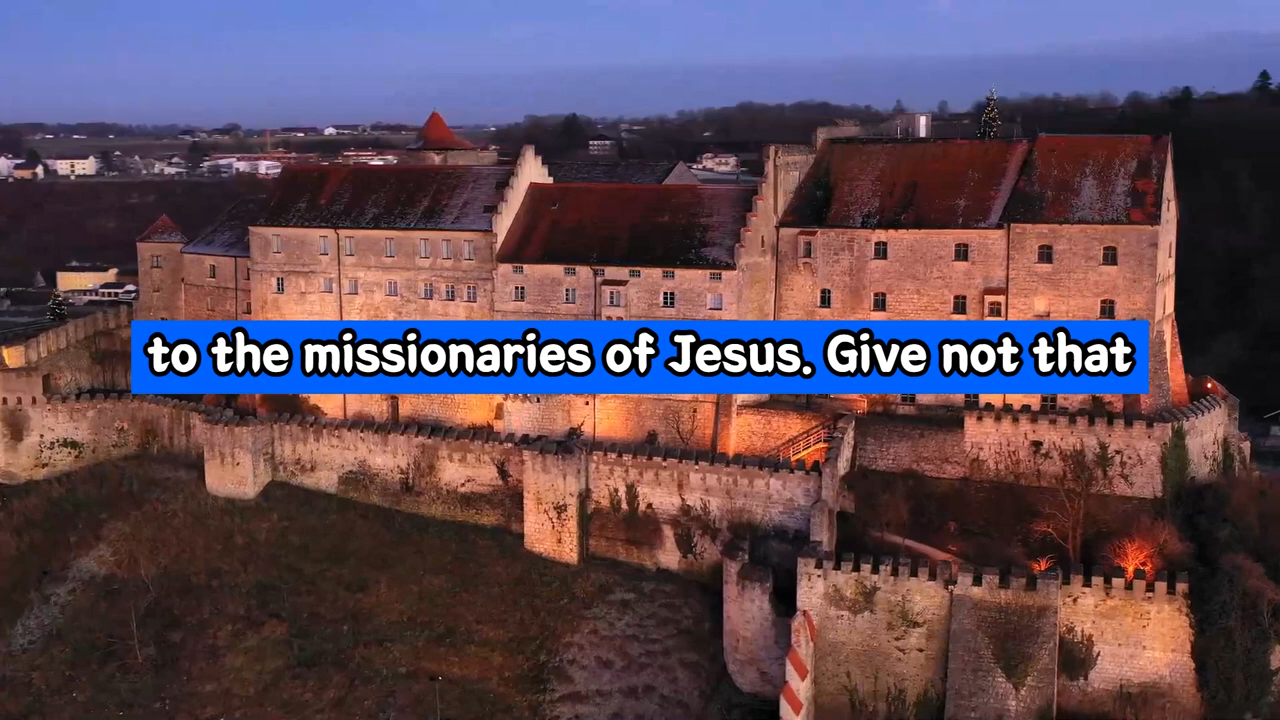 to the missionaries of Jesus. Give not that